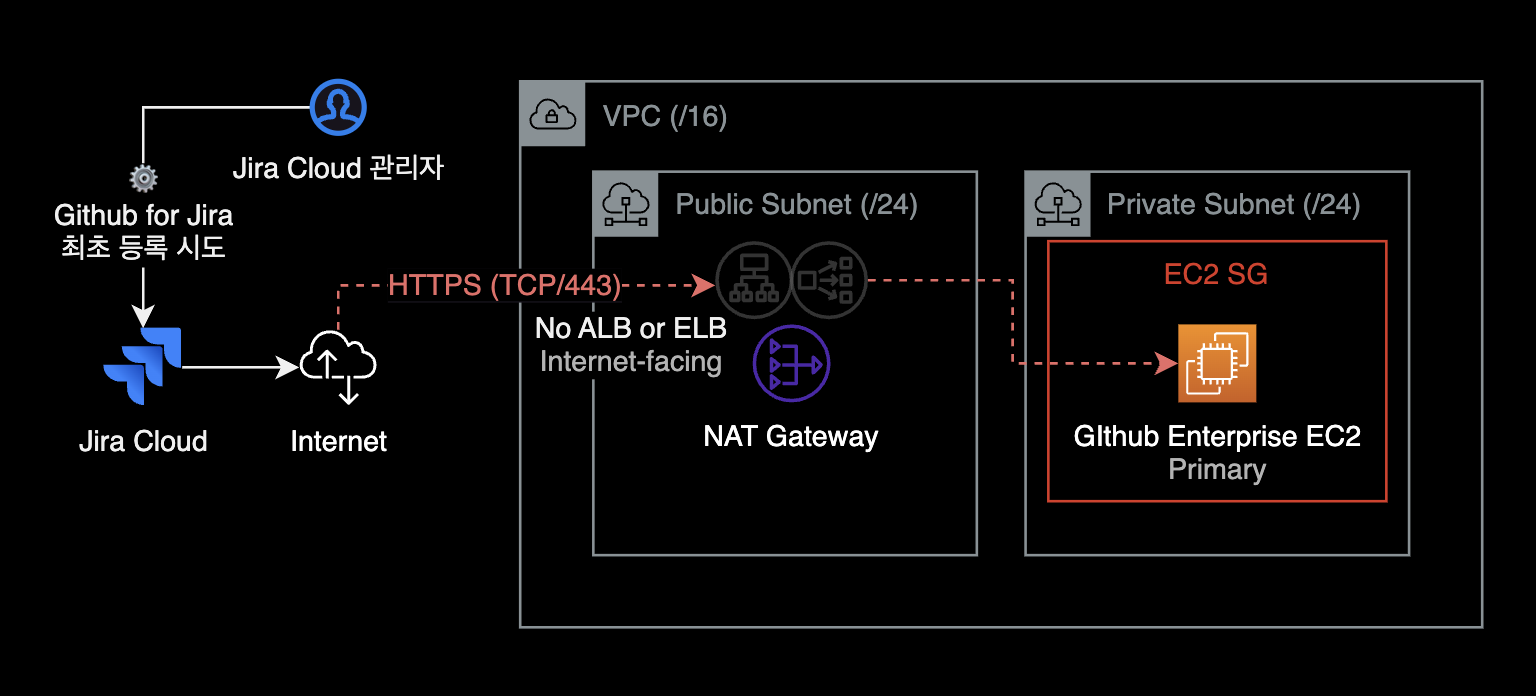 Jira Cloud 관리자
Github for Jira
최초 등록 시도
Jira Cloud
Internet
HTTPS (TCP/443)
VPC (/16)
Public Subnet (/24)
No ALB or ELB
Internet-facing
NAT Gateway
Private Subnet (/24)
EC2 SG
GIthub Enterprise EC2
Primary